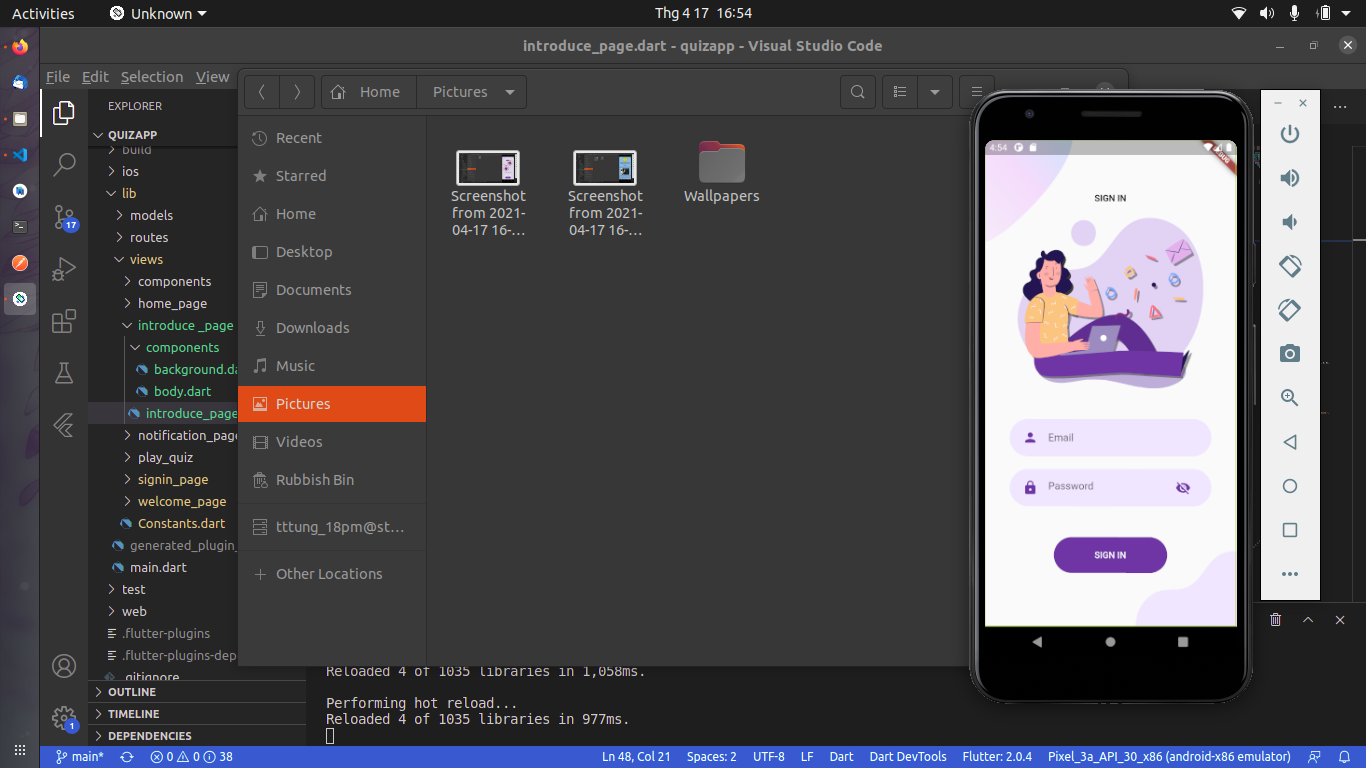 Activities
Unknown
Thg 4 17 16:54
introduce_page.dart - quizapp - Visual Studio Code
File Edit Selection View
EXPLORER
QUIZAPP
build
ios
lib
models
routes
views
components
home_page
introduce _page
components
background.da
body.dart
introduce_page
notification_page
play_quiz
signin_page
welcome_page
Constants.dart
generated_plugin_
main.dart
test
web
.flutter-plugins
.flutter-plugins-dep
.gitignore
OUTLINE
TIMELINE
DEPENDENCIES
17
1
Home
Pictures
Recent
Starred
Home
Desktop
Documents
Downloads
Music
Pictures
Videos
Rubbish Bin
tttung_18pm@st…
Other Locations
Screenshot
from 2021-
04-17 16-…
Screenshot
from 2021-
04-17 16-…
Wallpapers
4:54
SIGN IN
Email
Password
SIGN IN
Reloaded 4 of 1035 libraries in 1,058ms.
Performing hot reload...
Reloaded 4 of 1035 libraries in 977ms.
main*
0
0
38
Ln 48, Col 21
Spaces: 2
UTF-8
LF
Dart
Dart DevTools
Flutter: 2.0.4
Pixel_3a_API_30_x86 (android-x86 emulator)